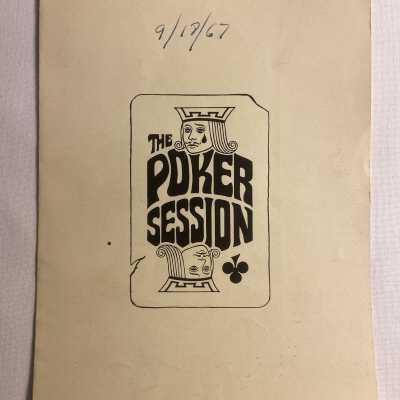 9/18/67
THE
POKER
SESSION